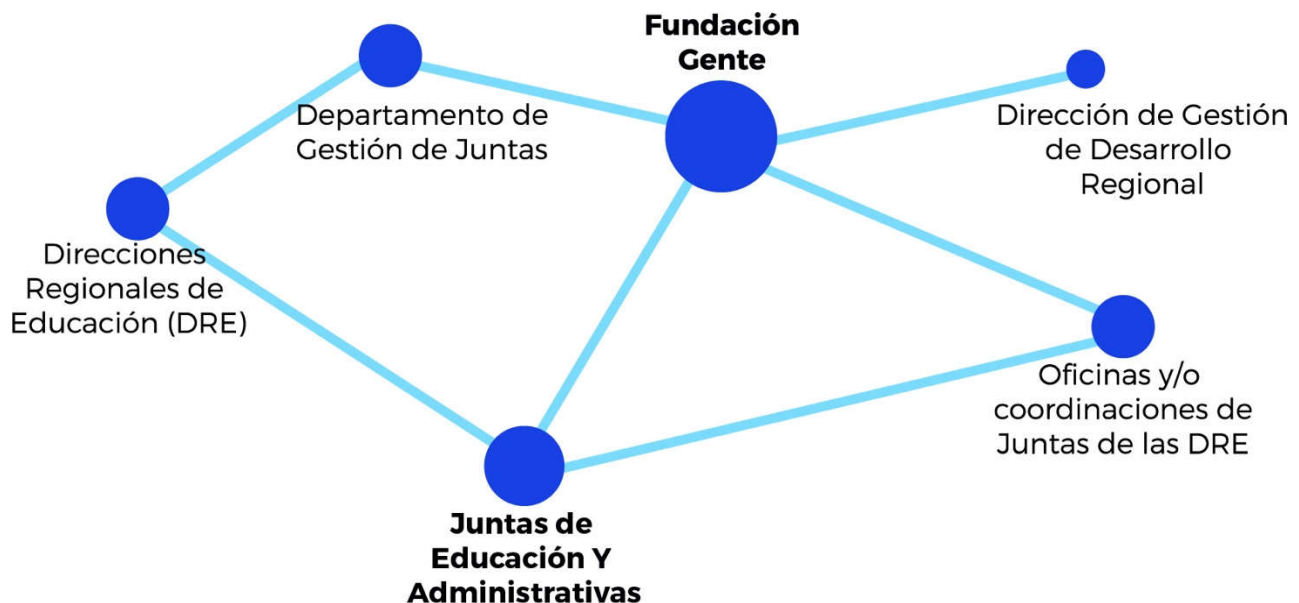 Fundación
Gente
Departamento de
Gestión de Juntas
Dirección de Gestión
de Desarrollo
Regional
Direcciones
Regionales de
Educación (DRE)
Oficinas y/o
coordinaciones de
Juntas de las DRE
Juntas de
Educación Y
Administrativas